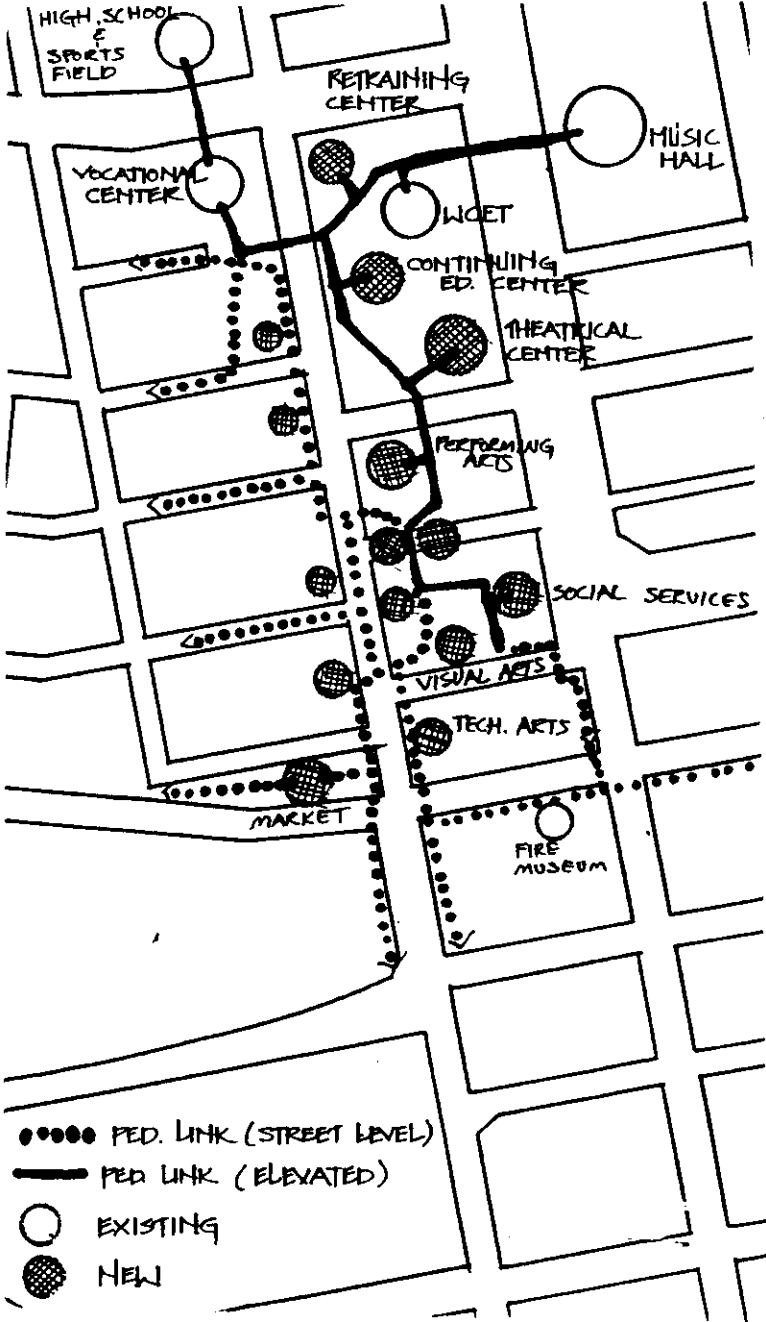 HIGH, SCHOOL
&
SPORTS
FIELD
RETRAINING
CENTER
MUSIC
HALL
VOCATIONAL
CENTER
WCET
CONTINUING
ED. CENTER
THEATRICAL
CENTER
PERFORMING
ARTS
SOCIAL SERVICES
VISUAL ARTS
TECH. ARTS
MARKET
FIRE
MUSEUM
PED. LINK (STREET LEVEL)
PED LINK (ELEVATED)
EXISTING
NEW